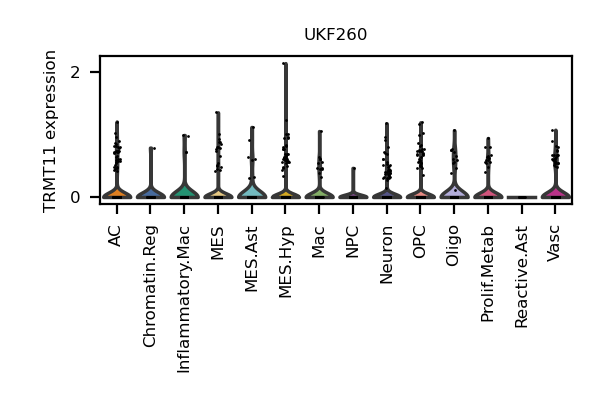 UKF260
TRMT11 expression
2
0
AC
Chromatin.Reg
Inflammatory.Mac
MES
MES.Ast
MES.Hyp
Mac
NPC
Neuron
OPC
Oligo
Prolif.Metab
Reactive.Ast
Vasc